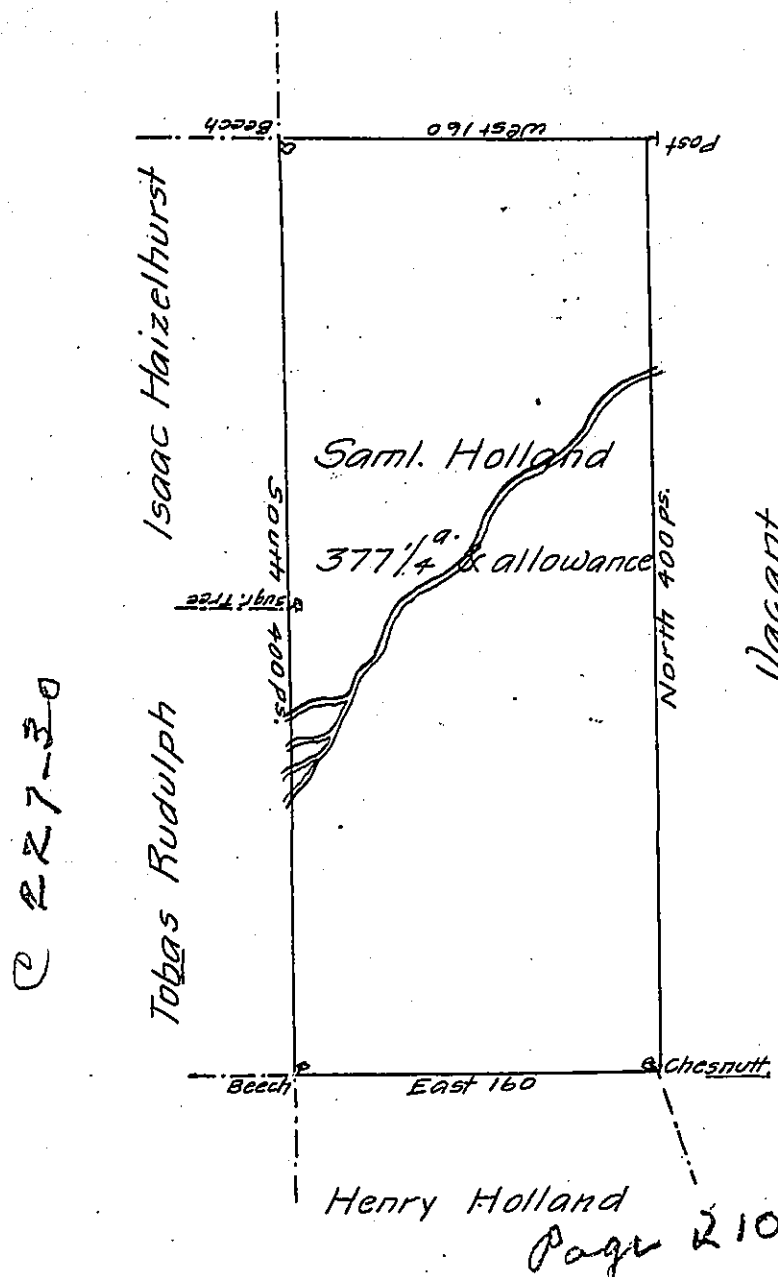 Beech
West 160
Post
Isaac Haizelhurst
Saml. Holland
377 1/4 a. & allowance
South 400 ps.
Sugr. Tree
North 400 ps.
Vacant
Tobas Rudulph
C 227-30
Beech
East 160
Chesnutt
Henry Holland
Page 210